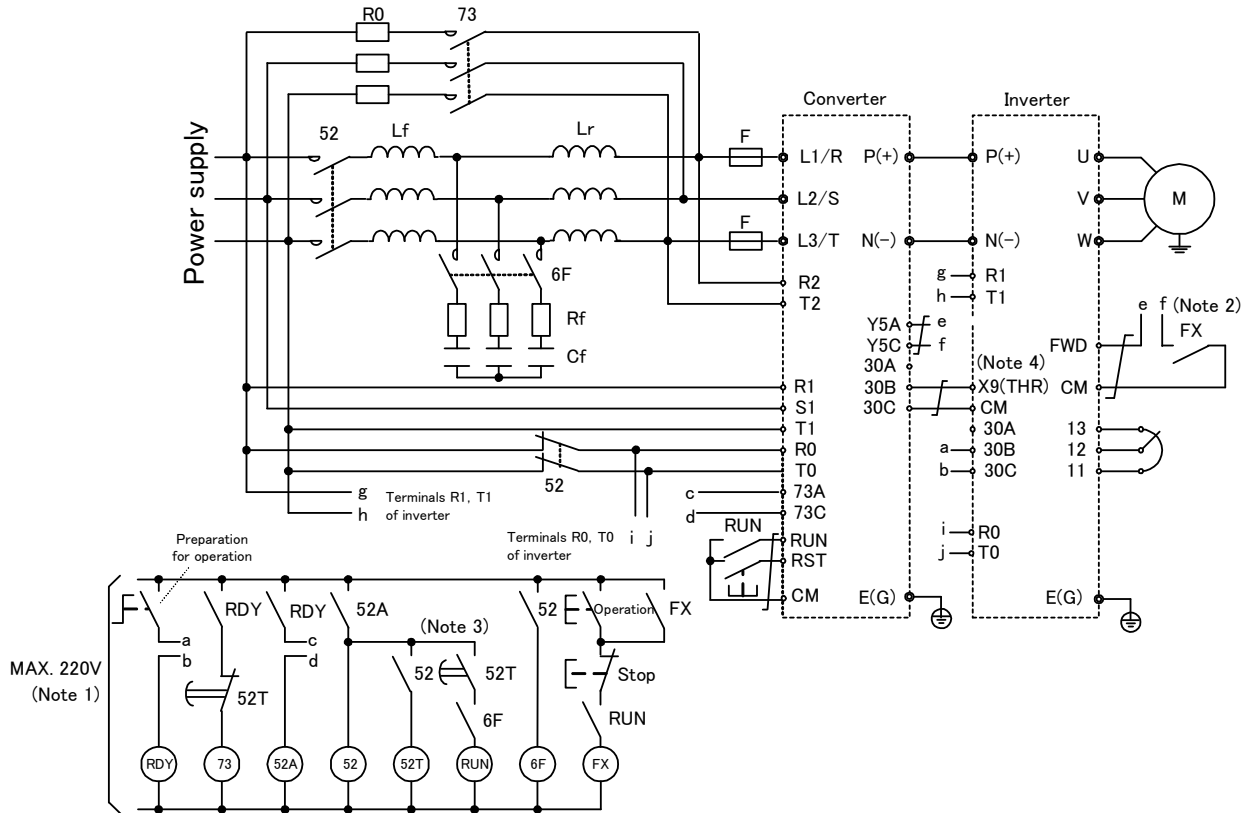 R0
73
Converter
Inverter
Power supply
52
Lf
Lr
F
L1/R
P(+)
P(+)
U
L2/S
V
M
F
L3/T
N(-)
N(-)
W
6F
R2
g
R1
T2
h
T1
e
f
(Note 2)
Rf
Y5A
e
FX
Cf
Y5C
f
FWD
30A
(Note 4)
R1
30B
X9(THR)
CM
S1
30C
CM
T1
30A
13
R0
a
30B
12
T0
b
30C
11
52
g
Terminals R1, T1
of inverter
h
c
73A
d
73C
Preparation
for operation
Terminals R0, T0
of inverter
i
j
RUN
RUN
i
R0
RST
j
T0
CM
E(G)
E(G)
RDY
RDY
52A
52
Operation
FX
(Note 3)
a
c
b
d
MAX. 220V
(Note 1)
52T
52
52T
Stop
6F
RUN
RDY
73
52A
52
52T
RUN
6F
FX